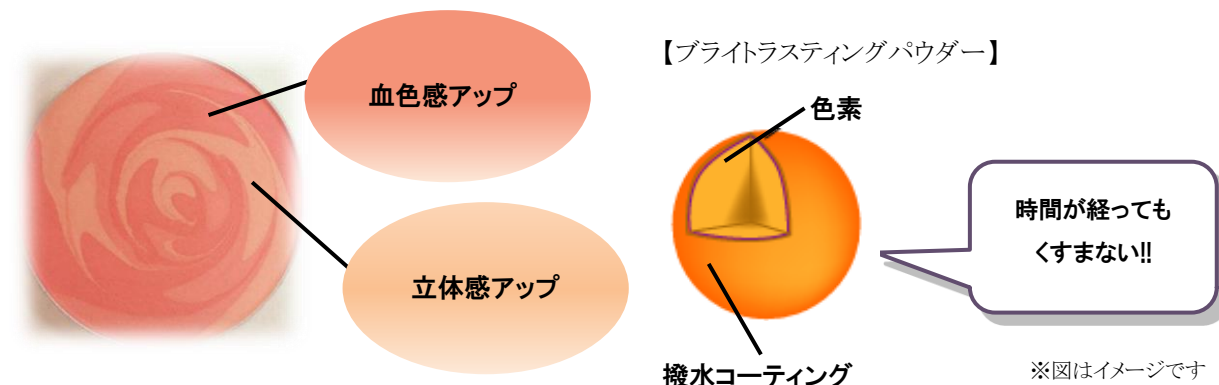 血色感アップ
立体感アップ
【ブライトラスティングパウダー】
色素
撥水コーティング
時間が経っても
くすまない!!
※図はイメージです